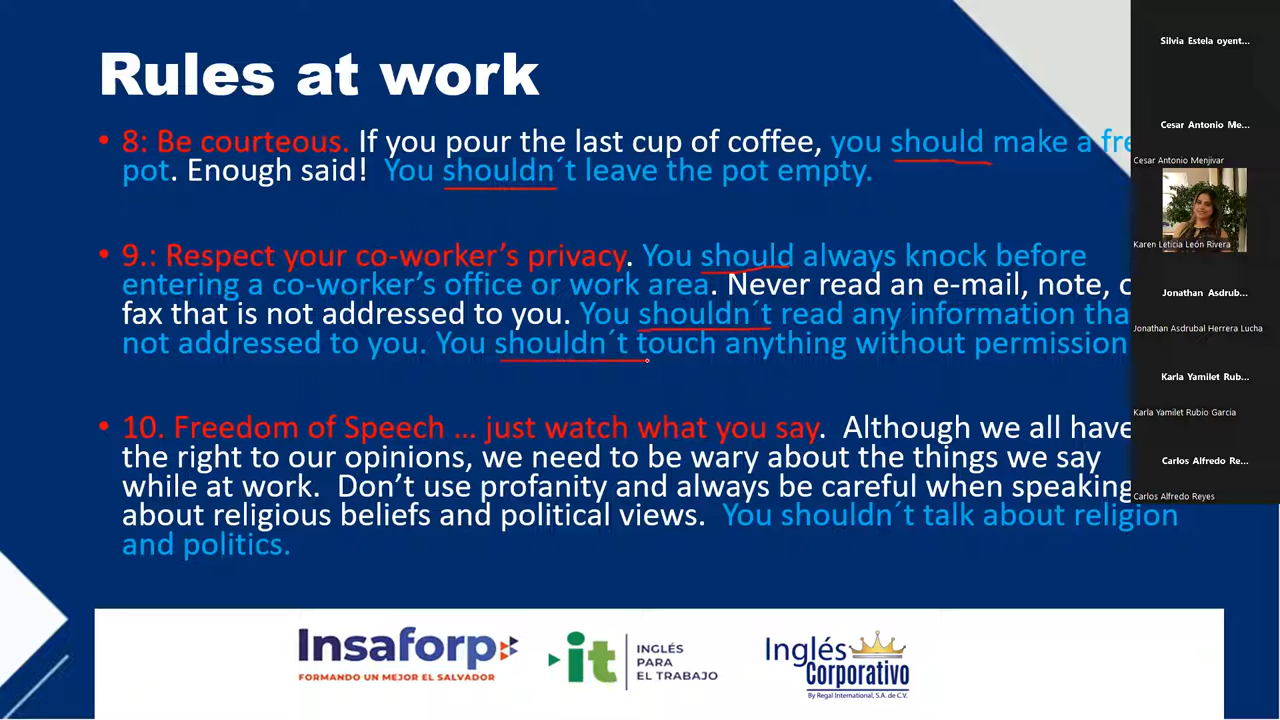 Rules at work
• 8: Be courteous. If you pour the last cup of coffee, you should make a fre
pot. Enough said! You shouldn´t leave the pot empty.
• 9.: Respect your co-worker’s privacy. You should always knock before
entering a co-worker’s office or work area. Never read an e-mail, note, o
fax that is not addressed to you. You shouldn´t read any information tha
not addressed to you. You shouldn´t touch anything without permission
• 10. Freedom of Speech … just watch what you say. Although we all have
the right to our opinions, we need to be wary about the things we say
while at work. Don’t use profanity and always be careful when speaking
about religious beliefs and political views. You shouldn´t talk about religion
and politics.
Insaforp
FORMANDO UN MEJOR EL SALVADOR
it
INGLÉS
PARA
EL TRABAJO
Inglés
Corporativo
By Regal International, S.A. de C.V.
Silvia Estela oyent...
Cesar Antonio Me...
Cesar Antonio Menjivar
Karen Leticia León Rivera
Jonathan Asdrub...
Jonathan Asdrubal Herrera Lucha
Karla Yamilet Rub...
Karla Yamilet Rubio Garcia
Carlos Alfredo Re...
Carlos Alfredo Reyes